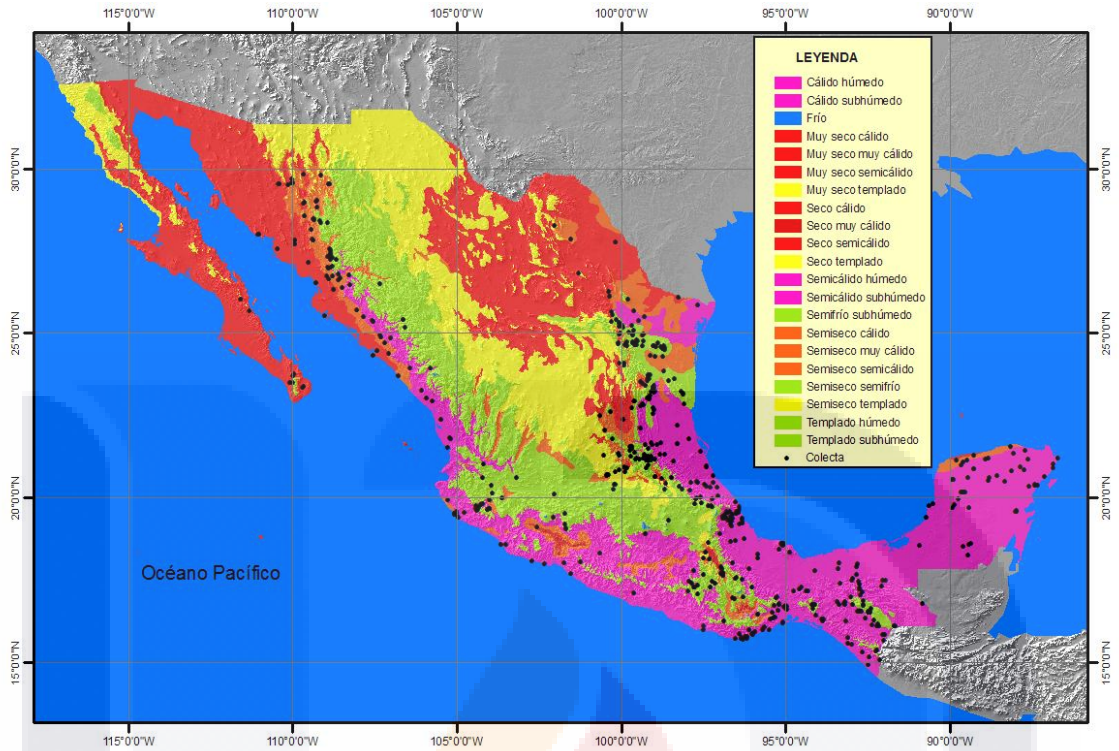 115°0'0"W 110°0'0"W 105°0'0"W 100°0'0"W 95°0'0"W 90°0'0"W
LEYENDA
Cálido húmedo
Cálido subhúmedo
Frío
Muy seco cálido
Muy seco muy cálido
Muy seco semicálido
Muy seco templado
Seco cálido
Seco muy cálido
Seco semicálido
Seco templado
Semicálido húmedo
Semicálido subhúmedo
Semifrío subhúmedo
Semiseco cálido
Semiseco muy cálido
Semiseco semicálido
Semiseco semifrío
Semiseco templado
Templado húmedo
Templado subhúmedo
Colecta
30°0'0"N 30°0'0"N
25°0'0"N 25°0'0"N
20°0'0"N 20°0'0"N
Océano Pacífico
15°0'0"N 15°0'0"N
115°0'0"W 110°0'0"W 105°0'0"W 100°0'0"W 95°0'0"W 90°0'0"W